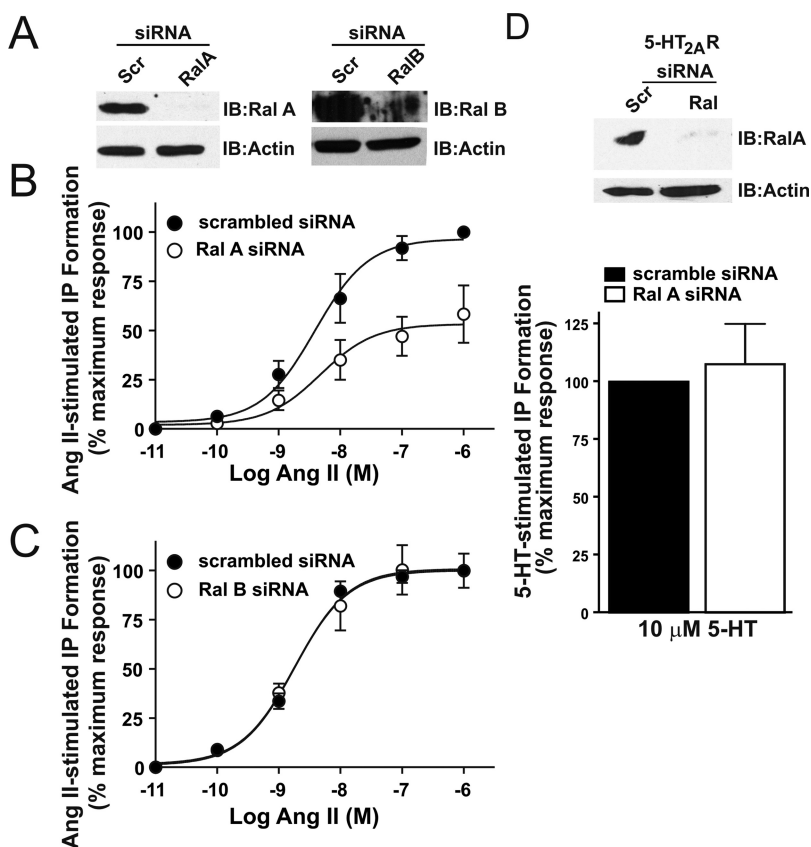 A
siRNA
Scr RalA
IB:Ral A
IB:Actin
siRNA
Scr RalB
IB:Ral B
IB:Actin
B
Ang II-stimulated IP Formation
(% maximum response)
scrambled siRNA
Ral A siRNA
100
75
50
25
0
-11 -10 -9 -8 -7 -6
Log Ang II (M)
C
Ang II-stimulated IP Formation
(% maximum response)
scrambled siRNA
Ral B siRNA
100
75
50
25
0
-11 -10 -9 -8 -7 -6
Log Ang II (M)
D
5-HT2AR
siRNA
Scr Ral
IB:RalA
IB:Actin
scramble siRNA
Ral A siRNA
5-HT-stimulated IP Formation
(% maximum response)
125
100
75
50
25
0
10 µM 5-HT